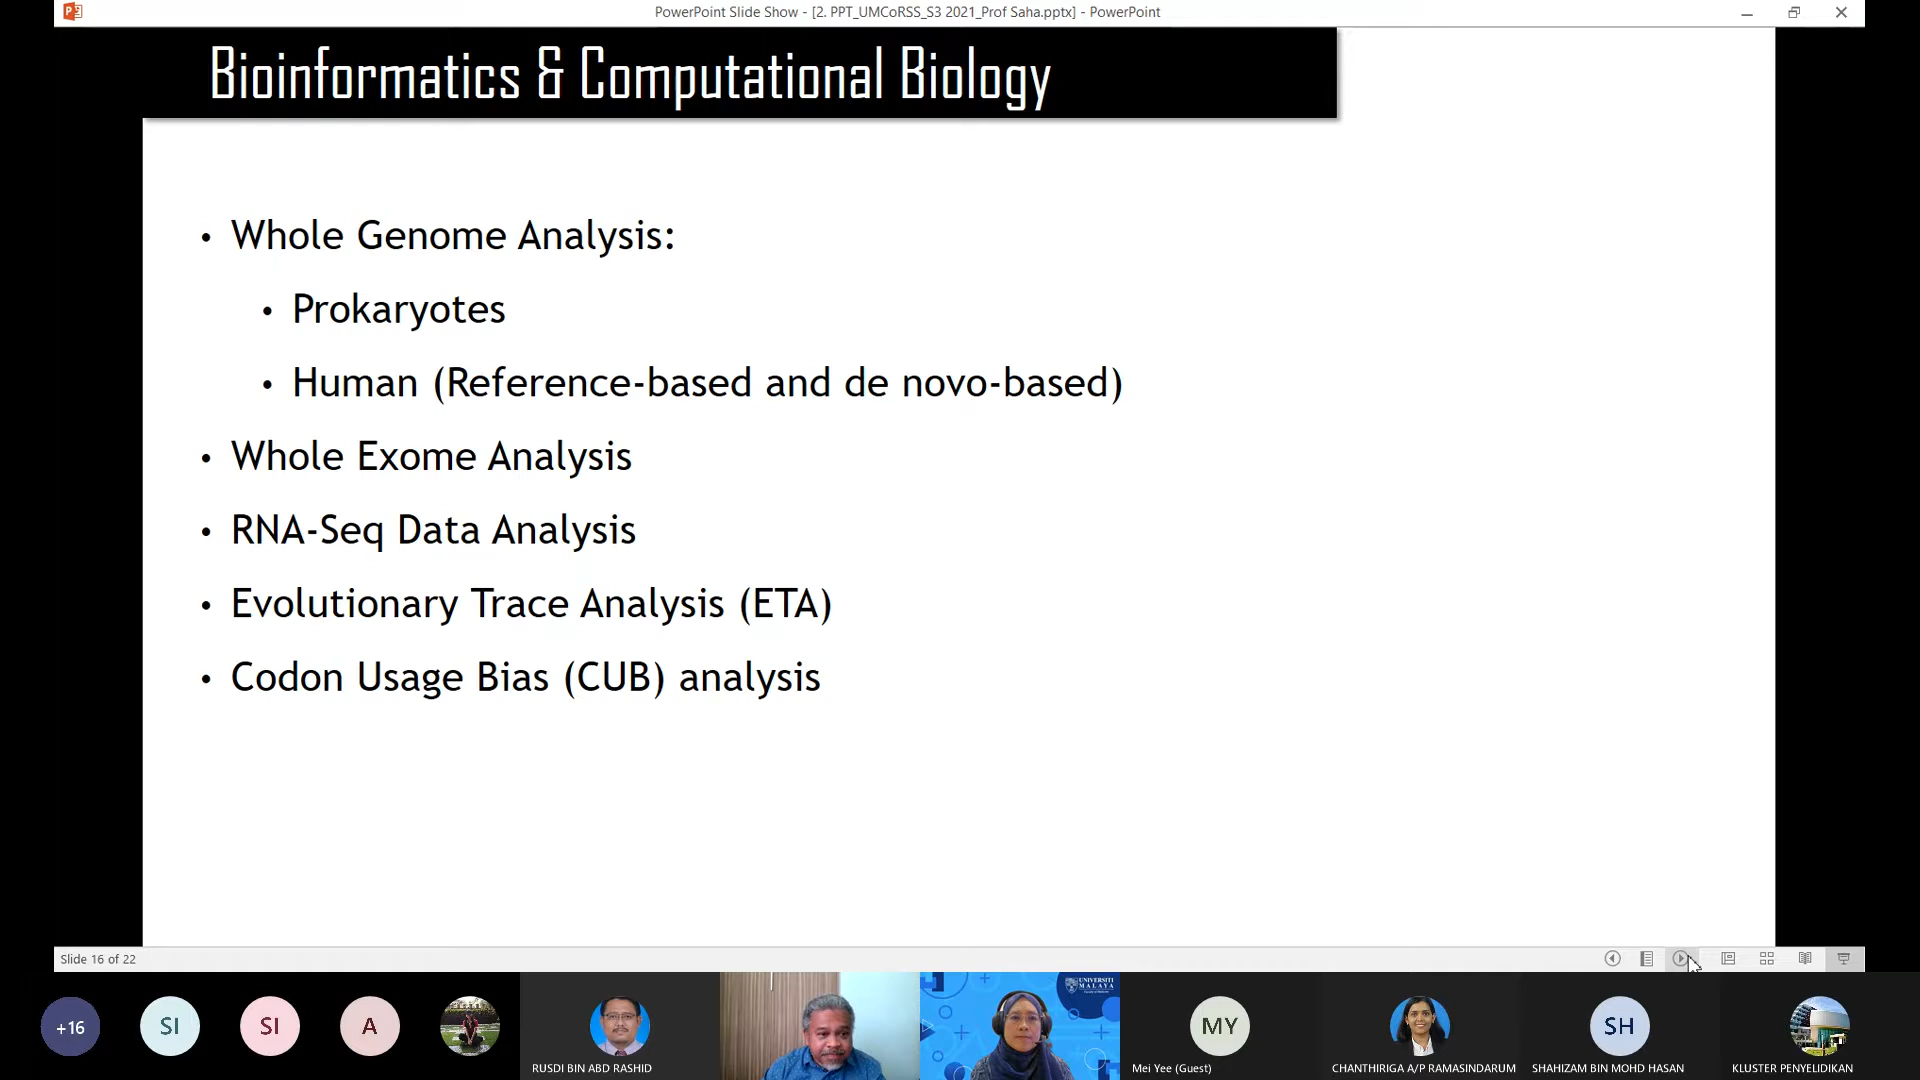 PowerPoint Slide Show - [2. PPT_UMCoRSS_S3 2021_Prof Saha.pptx] - PowerPoint
Bioinformatics & Computational Biology
• Whole Genome Analysis:
• Prokaryotes
• Human (Reference-based and de novo-based)
• Whole Exome Analysis
• RNA-Seq Data Analysis
• Evolutionary Trace Analysis (ETA)
• Codon Usage Bias (CUB) analysis
Slide 16 of 22
UNIVERSITI
MALAYA
+16
SI
SI
A
MY
SH
RUSDI BIN ABD RASHID
Mei Yee (Guest)
CHANTHIRIGA A/P RAMASINDARUM
SHAHIZAM BIN MOHD HASAN
KLUSTER PENYELIDIKAN